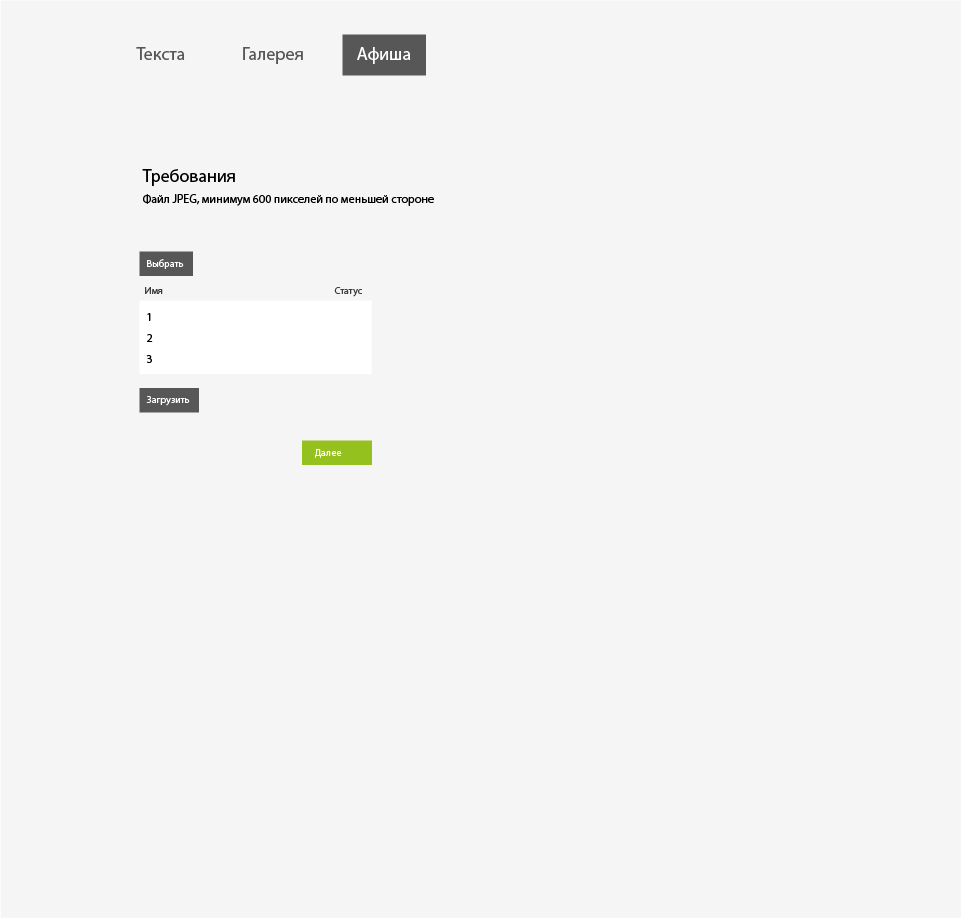 Текста Галерея Афиша
Требования
Файл JPEG, минимум 600 пикселей по меньшей стороне
Выбрать
Имя Статус
1
2
3
Загрузить
Далее